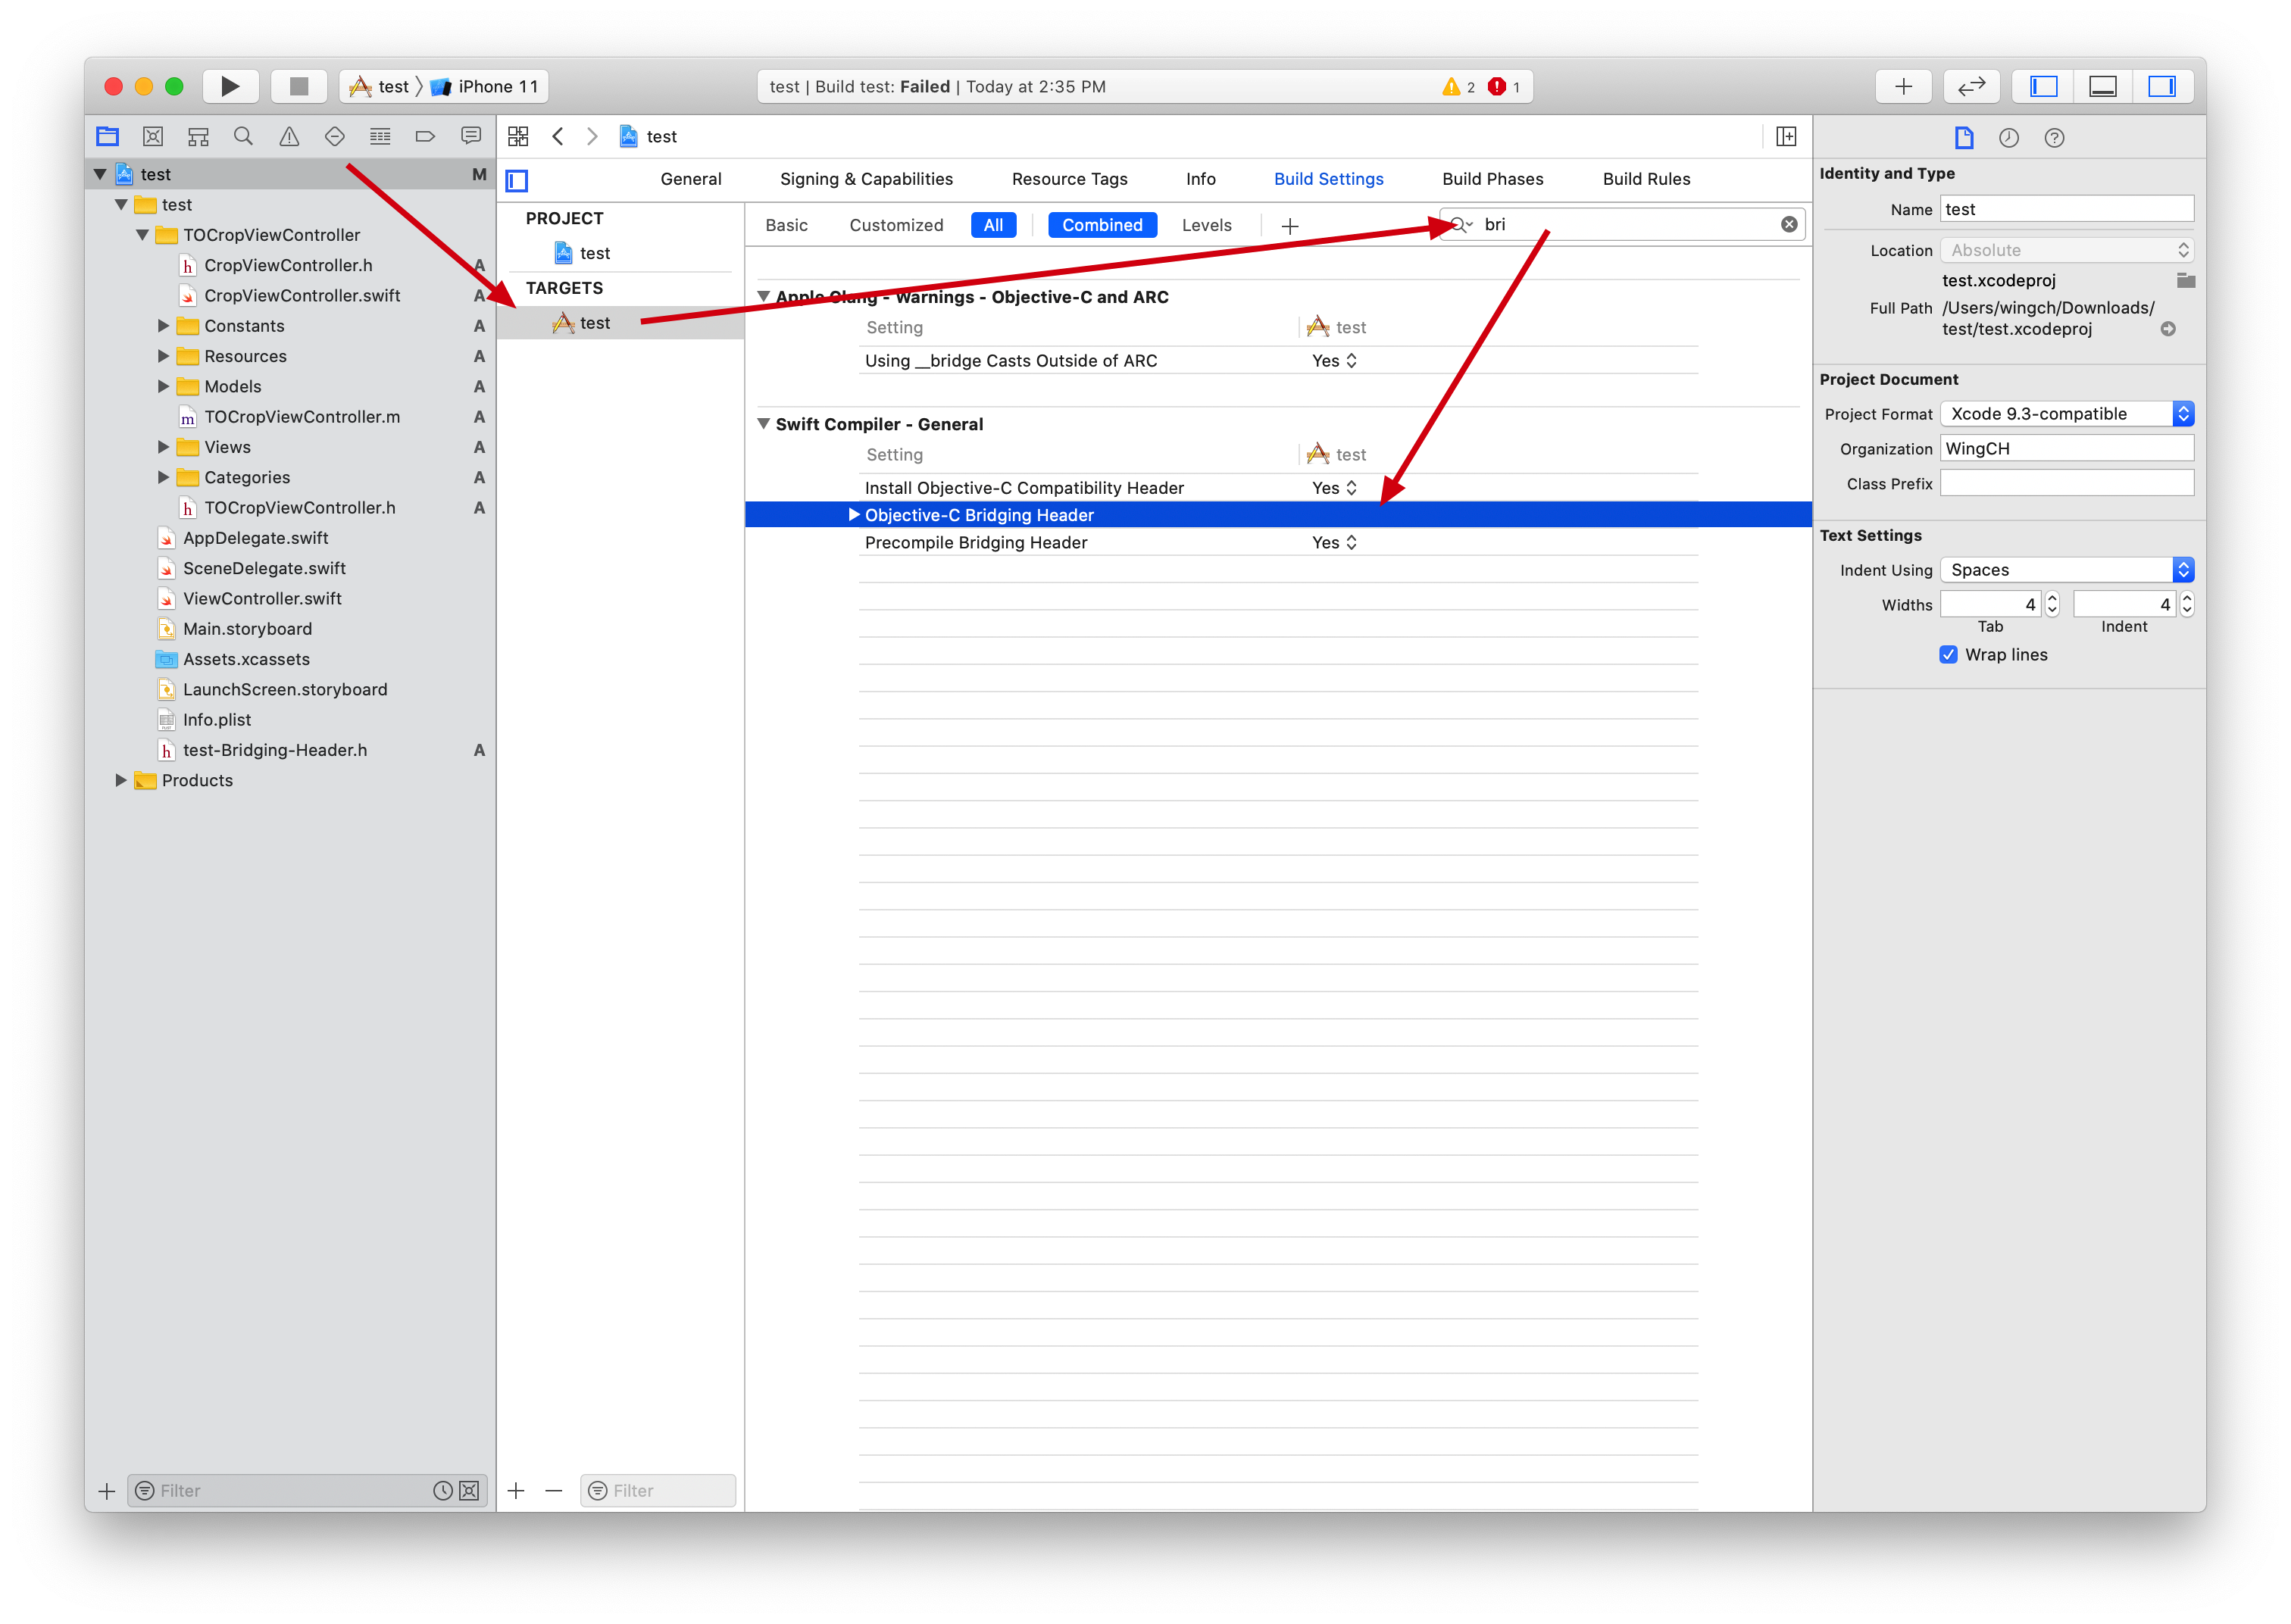 test 〉 iPhone 11
test | Build test: Failed | Today at 2:35 PM
2 1
test
test M
test
TOCropViewController
CropViewController.h A
CropViewController.swift A
Constants A
Resources A
Models A
TOCropViewController.m A
Views A
Categories A
TOCropViewController.h A
AppDelegate.swift
SceneDelegate.swift
ViewController.swift
Main.storyboard
Assets.xcassets
LaunchScreen.storyboard
Info.plist
test-Bridging-Header.h A
Products
Filter
General Signing & Capabilities Resource Tags Info Build Settings Build Phases Build Rules
PROJECT
test
TARGETS
test
Filter
Basic Customized All Combined Levels bri
Apple Clang - Warnings - Objective-C and ARC
Setting test
Using __bridge Casts Outside of ARC Yes
Swift Compiler - General
Setting test
Install Objective-C Compatibility Header Yes
Objective-C Bridging Header
Precompile Bridging Header Yes
Identity and Type
Name test
Location Absolute
test.xcodeproj
Full Path /Users/wingch/Downloads/
test/test.xcodeproj
Project Document
Project Format Xcode 9.3-compatible
Organization WingCH
Class Prefix
Text Settings
Indent Using Spaces
Widths 4 4
Tab Indent
Wrap lines